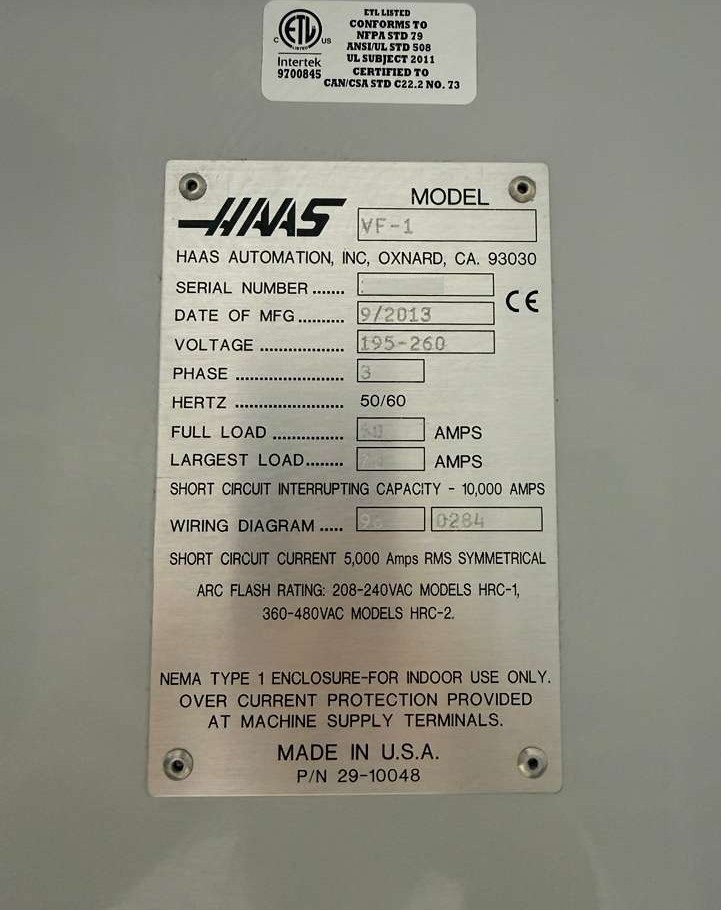 ETL LISTED
CONFORMS TO
NFPA STD 79
ANSI/UL STD 508
UL SUBJECT 2011
CERTIFIED TO
CAN/CSA STD C22.2 NO. 73
C ETL US
LISTED
Intertek
9700845
HAAS
MODEL
VF-1
HAAS AUTOMATION, INC, OXNARD, CA. 93030
SERIAL NUMBER .......
CE
DATE OF MFG .......... 9/2013
VOLTAGE .................. 195-260
PHASE ....................... 3
HERTZ ....................... 50/60
FULL LOAD ............... AMPS
LARGEST LOAD........ AMPS
SHORT CIRCUIT INTERRUPTING CAPACITY - 10,000 AMPS
WIRING DIAGRAM ..... 0284
SHORT CIRCUIT CURRENT 5,000 Amps RMS SYMMETRICAL
ARC FLASH RATING: 208-240VAC MODELS HRC-1,
360-480VAC MODELS HRC-2.
NEMA TYPE 1 ENCLOSURE-FOR INDOOR USE ONLY.
OVER CURRENT PROTECTION PROVIDED
AT MACHINE SUPPLY TERMINALS.
MADE IN U.S.A.
P/N 29-10048